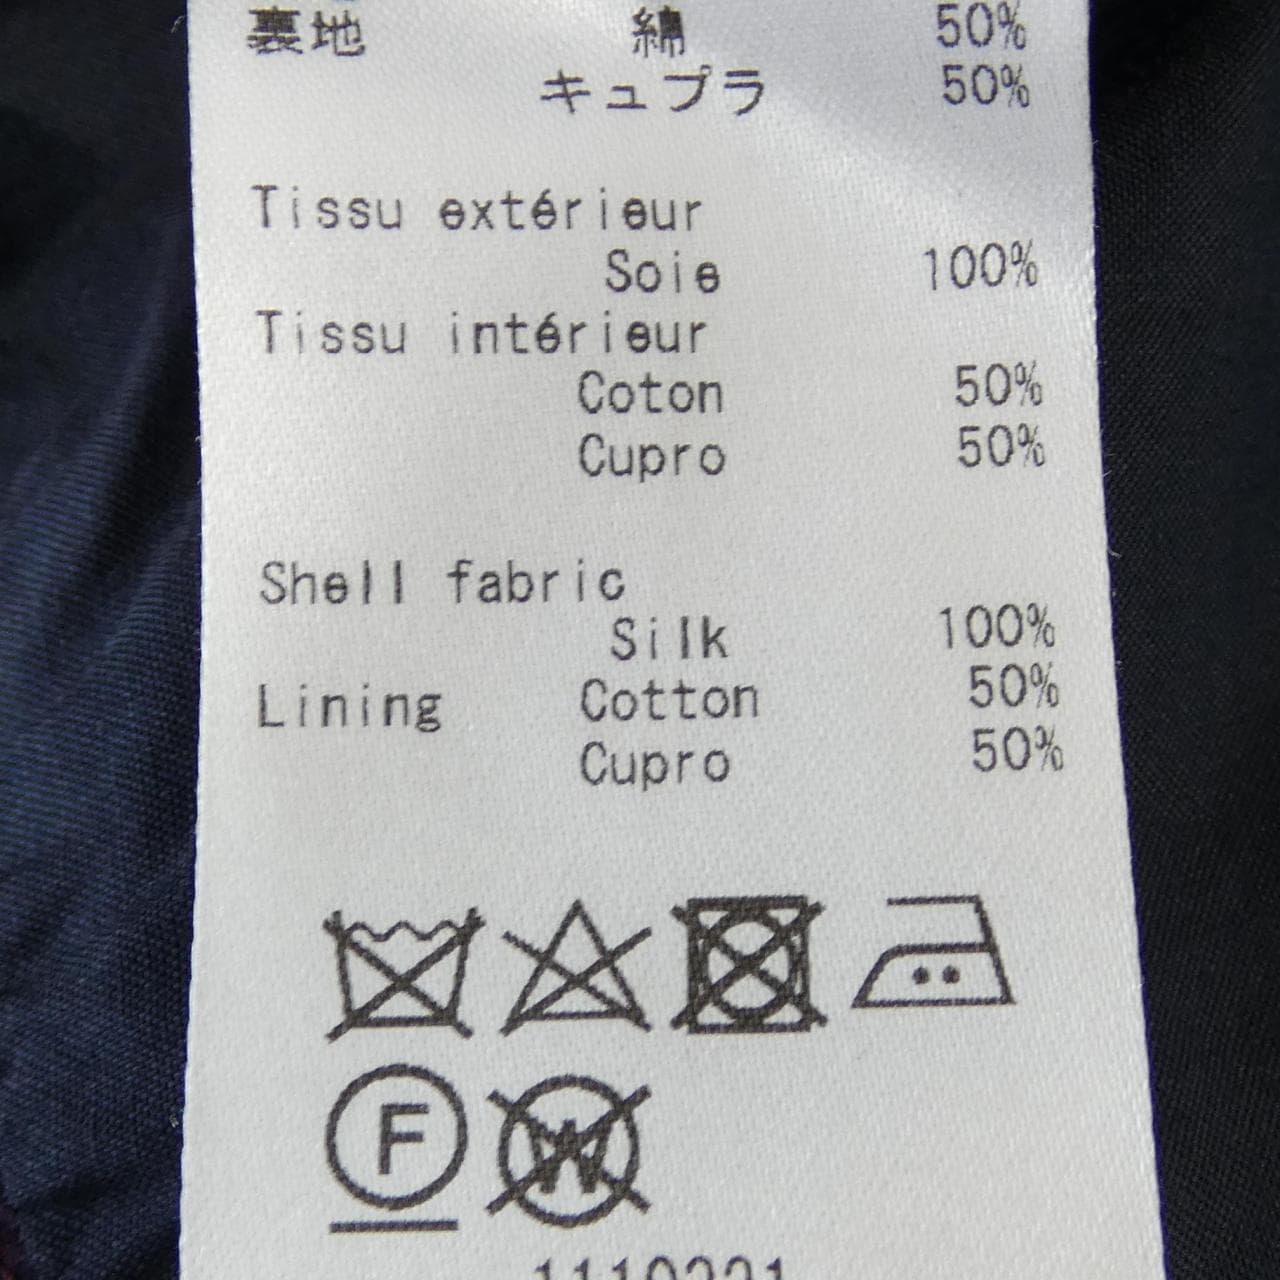 裏地 綿 50%
キュプラ 50%
Tissu extérieur
Soie 100%
Tissu intérieur
Coton 50%
Cupro 50%
Shell fabric
Silk 100%
Lining Cotton 50%
Cupro 50%
F W